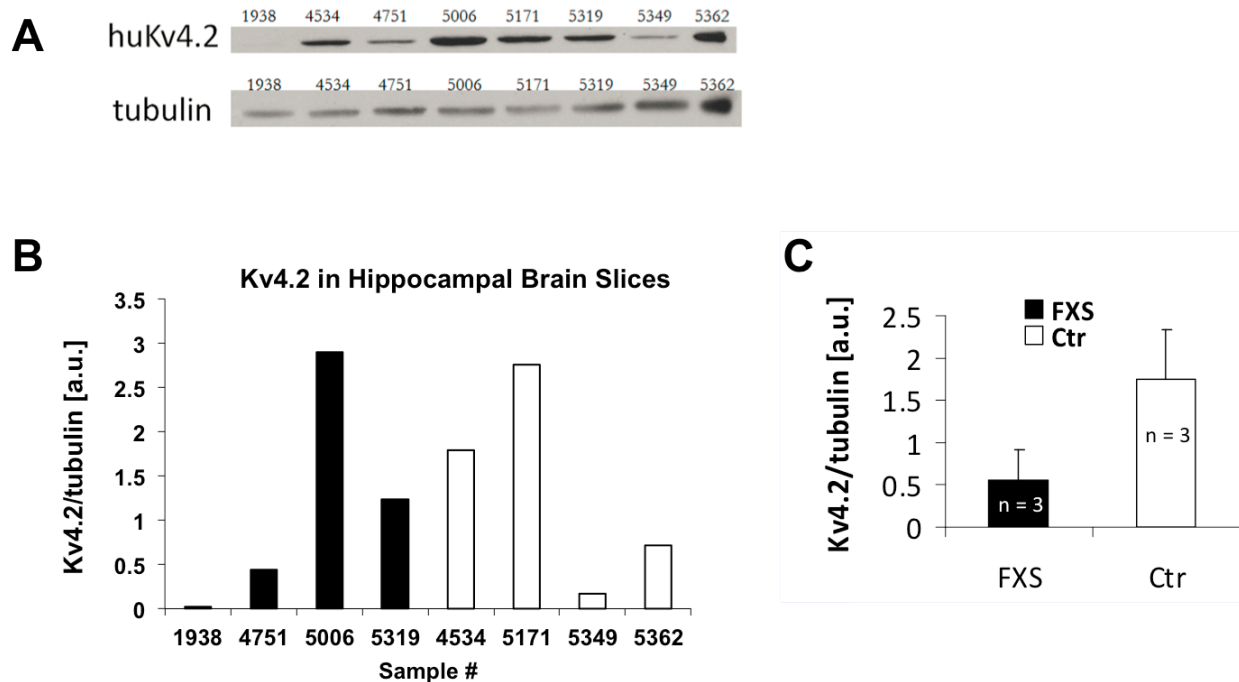 A
1938 4534 4751 5006 5171 5319 5349 5362
huKv4.2
1938 4534 4751 5006 5171 5319 5349 5362
tubulin
B
Kv4.2 in Hippocampal Brain Slices
Kv4.2/tubulin [a.u.]
3.5
3
2.5
2
1.5
1
0.5
0
1938 4751 5006 5319 4534 5171 5349 5362
Sample #
C
Kv4.2/tubulin [a.u.]
FXS
Ctr
2.5
2
1.5
1
0.5
0
n = 3
n = 3
FXS Ctr